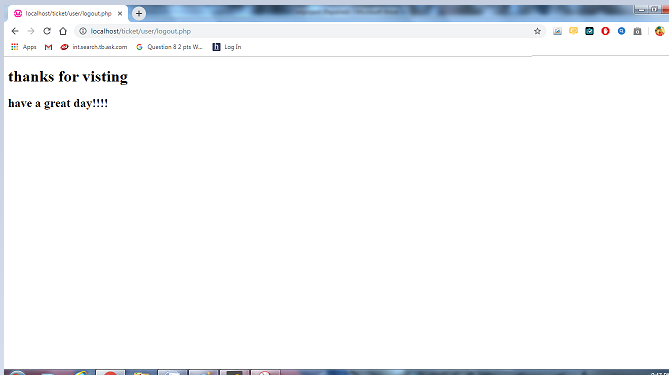 localhost/ticket/user/logout.php
localhost/ticket/user/logout.php
Apps
int.search.tb.ask.com
Question 8 2 pts W...
Log In
thanks for visting
have a great day!!!!